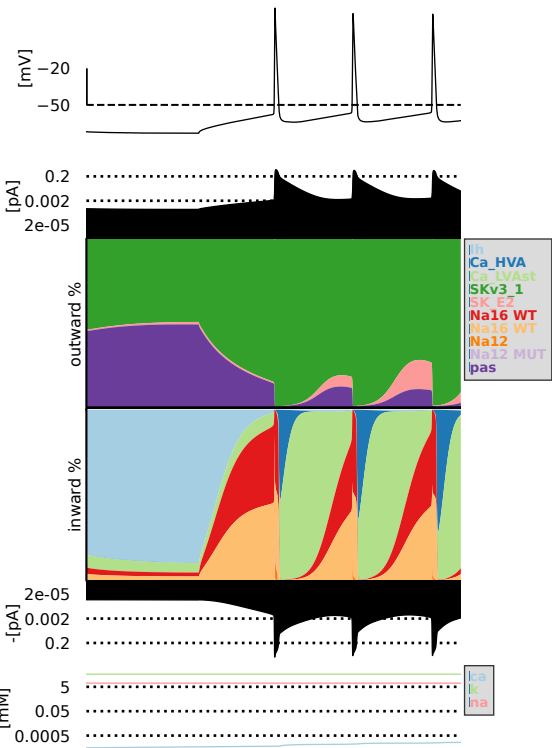 [mV]
−20
−50
[pA]
0.2
0.002
2e-05
outward %
Ih
Ca_HVA
Ca_LVAst
SKv3_1
SK_E2
Na16 WT
Na16 WT
Na12
Na12 MUT
pas
inward %
-[pA]
2e-05
0.002
0.2
[mM]
5
0.05
0.0005
ca
k
na